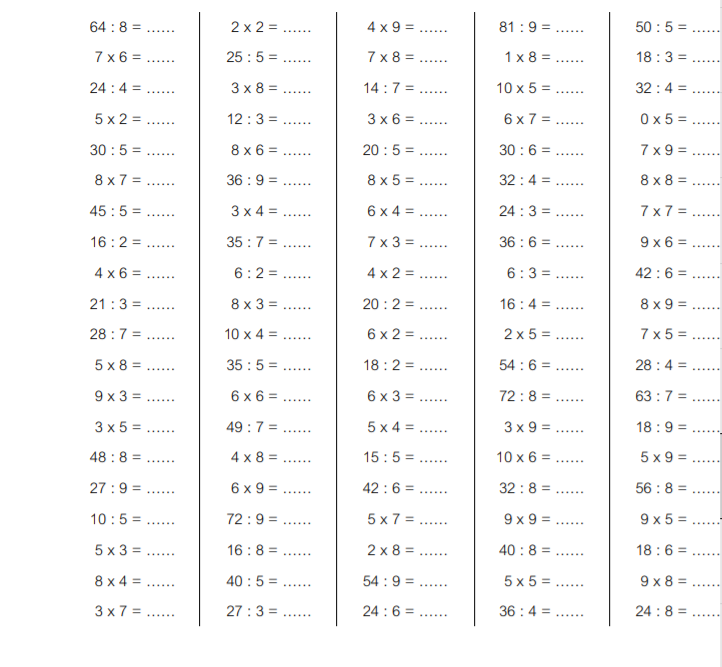 64 : 8 = ...... 2 x 2 = ...... 4 x 9 = ...... 81 : 9 = ...... 50 : 5 = ......
7 x 6 = ...... 25 : 5 = ...... 7 x 8 = ...... 1 x 8 = ...... 18 : 3 = ......
24 : 4 = ...... 3 x 8 = ...... 14 : 7 = ...... 10 x 5 = ...... 32 : 4 = ......
5 x 2 = ...... 12 : 3 = ...... 3 x 6 = ...... 6 x 7 = ...... 0 x 5 = ......
30 : 5 = ...... 8 x 6 = ...... 20 : 5 = ...... 30 : 6 = ...... 7 x 9 = ......
8 x 7 = ...... 36 : 9 = ...... 8 x 5 = ...... 32 : 4 = ...... 8 x 8 = ......
45 : 5 = ...... 3 x 4 = ...... 6 x 4 = ...... 24 : 3 = ...... 7 x 7 = ......
16 : 2 = ...... 35 : 7 = ...... 7 x 3 = ...... 36 : 6 = ...... 9 x 6 = ......
4 x 6 = ...... 6 : 2 = ...... 4 x 2 = ...... 6 : 3 = ...... 42 : 6 = ......
21 : 3 = ...... 8 x 3 = ...... 20 : 2 = ...... 16 : 4 = ...... 8 x 9 = ......
28 : 7 = ...... 10 x 4 = ...... 6 x 2 = ...... 2 x 5 = ...... 7 x 5 = ......
5 x 8 = ...... 35 : 5 = ...... 18 : 2 = ...... 54 : 6 = ...... 28 : 4 = ......
9 x 3 = ...... 6 x 6 = ...... 6 x 3 = ...... 72 : 8 = ...... 63 : 7 = ......
3 x 5 = ...... 49 : 7 = ...... 5 x 4 = ...... 3 x 9 = ...... 18 : 9 = ......
48 : 8 = ...... 4 x 8 = ...... 15 : 5 = ...... 10 x 6 = ...... 5 x 9 = ......
27 : 9 = ...... 6 x 9 = ...... 42 : 6 = ...... 32 : 8 = ...... 56 : 8 = ......
10 : 5 = ...... 72 : 9 = ...... 5 x 7 = ...... 9 x 9 = ...... 9 x 5 = ......
5 x 3 = ...... 16 : 8 = ...... 2 x 8 = ...... 40 : 8 = ...... 18 : 6 = ......
8 x 4 = ...... 40 : 5 = ...... 54 : 9 = ...... 5 x 5 = ...... 9 x 8 = ......
3 x 7 = ...... 27 : 3 = ...... 24 : 6 = ...... 36 : 4 = ...... 24 : 8 = ......